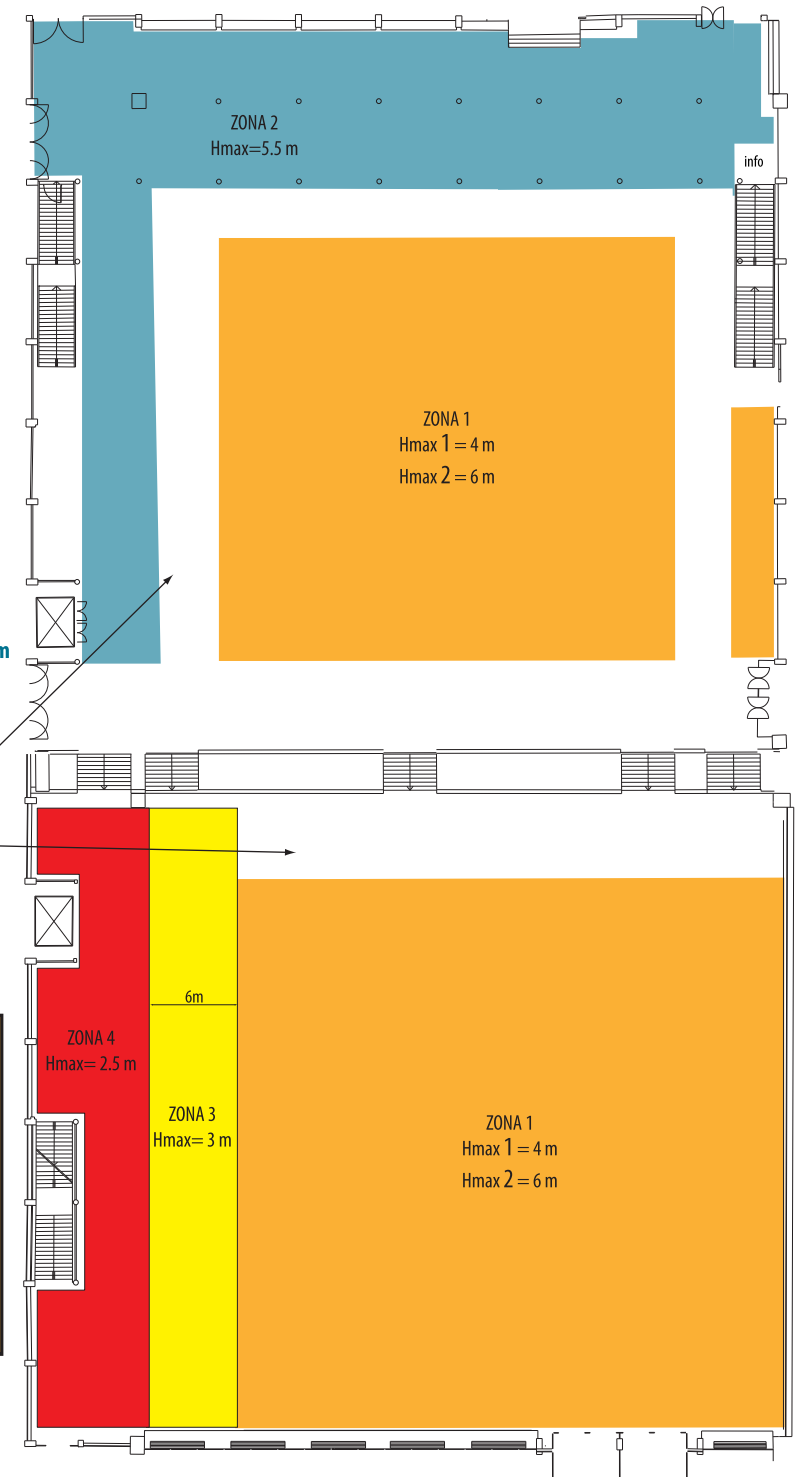 ZONA 2
Hmax=5.5 m
info
ZONA 1
Hmax 1 = 4 m
Hmax 2 = 6 m
m
6m
ZONA 4
Hmax= 2.5 m
ZONA 3
Hmax= 3 m
ZONA 1
Hmax 1 = 4 m
Hmax 2 = 6 m